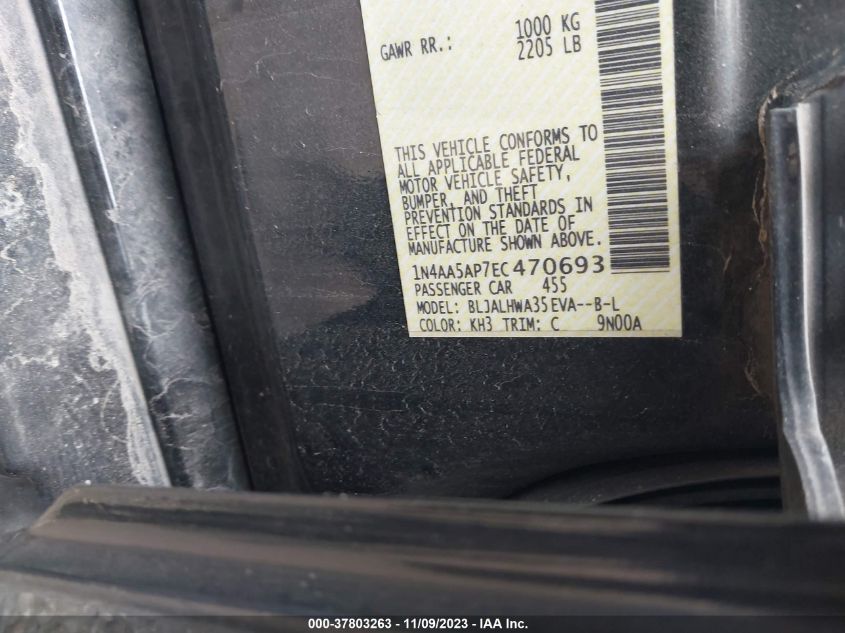 GAWR RR.: 1000 KG
2205 LB
THIS VEHICLE CONFORMS TO
ALL APPLICABLE FEDERAL
MOTOR VEHICLE SAFETY,
BUMPER, AND THEFT
PREVENTION STANDARDS IN
EFFECT ON THE DATE OF
MANUFACTURE SHOWN ABOVE.
1N4AA5AP7EC470693
PASSENGER CAR 455
MODEL: BLJALHWA35EVA--B-L
COLOR: KH3 TRIM: C 9N00A
000-37803263 - 11/09/2023 - IAA Inc.